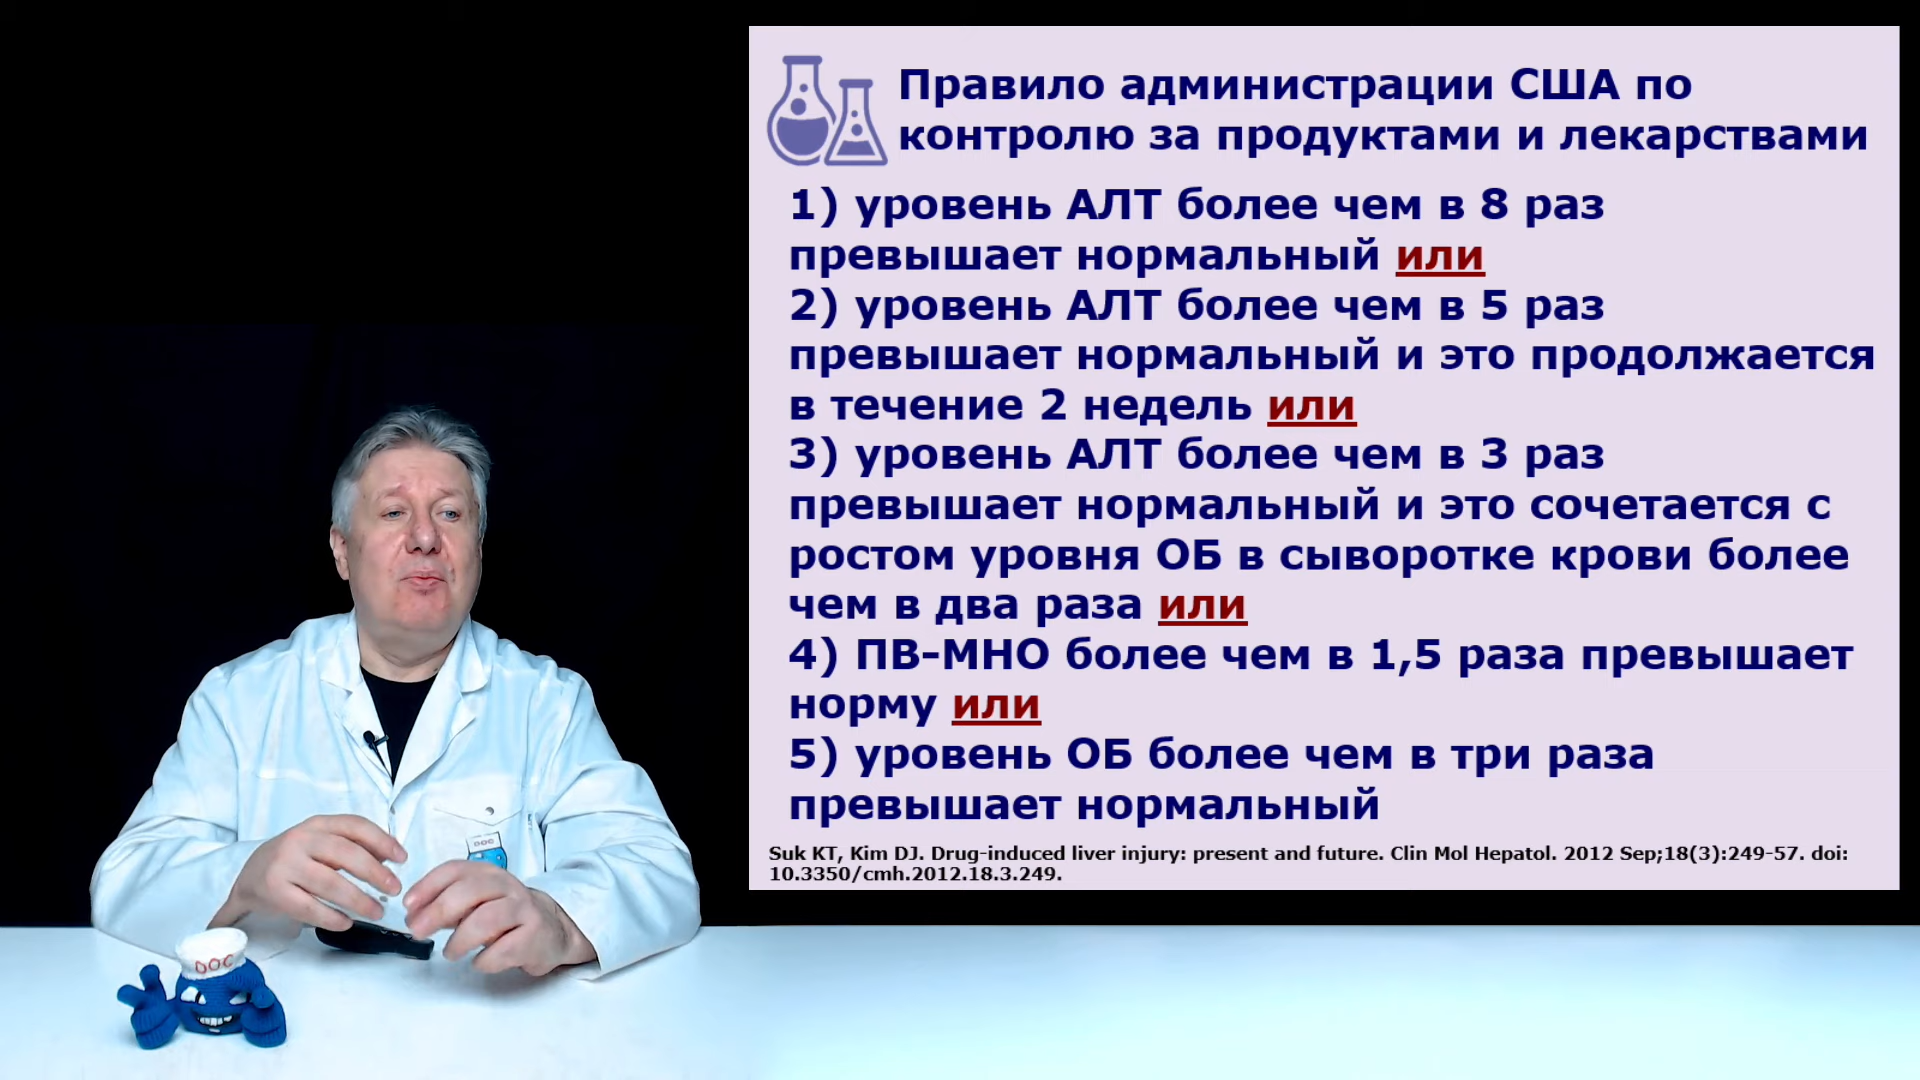 Правило администрации США по
контролю за продуктами и лекарствами
1) уровень АЛТ более чем в 8 раз
превышает нормальный или
2) уровень АЛТ более чем в 5 раз
превышает нормальный и это продолжается
в течение 2 недель или
3) уровень АЛТ более чем в 3 раз
превышает нормальный и это сочетается с
ростом уровня ОБ в сыворотке крови более
чем в два раза или
4) ПВ-МНО более чем в 1,5 раза превышает
норму или
5) уровень ОБ более чем в три раза
превышает нормальный
Suk KT, Kim DJ. Drug-induced liver injury: present and future. Clin Mol Hepatol. 2012 Sep;18(3):249-57. doi:
10.3350/cmh.2012.18.3.249.
DOC
DOC